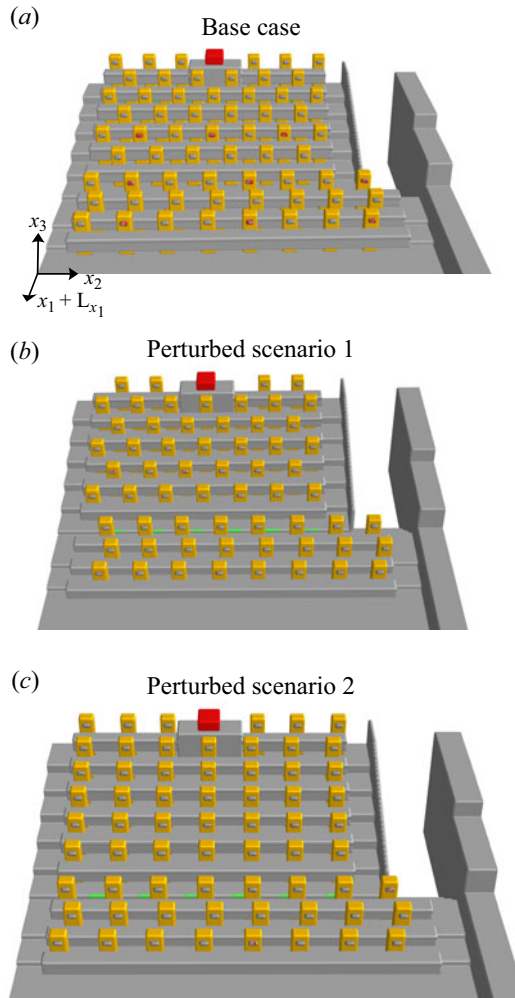 (a)
Base case
x3
x2
x1 + Lx1
(b)
Perturbed scenario 1
(c)
Perturbed scenario 2